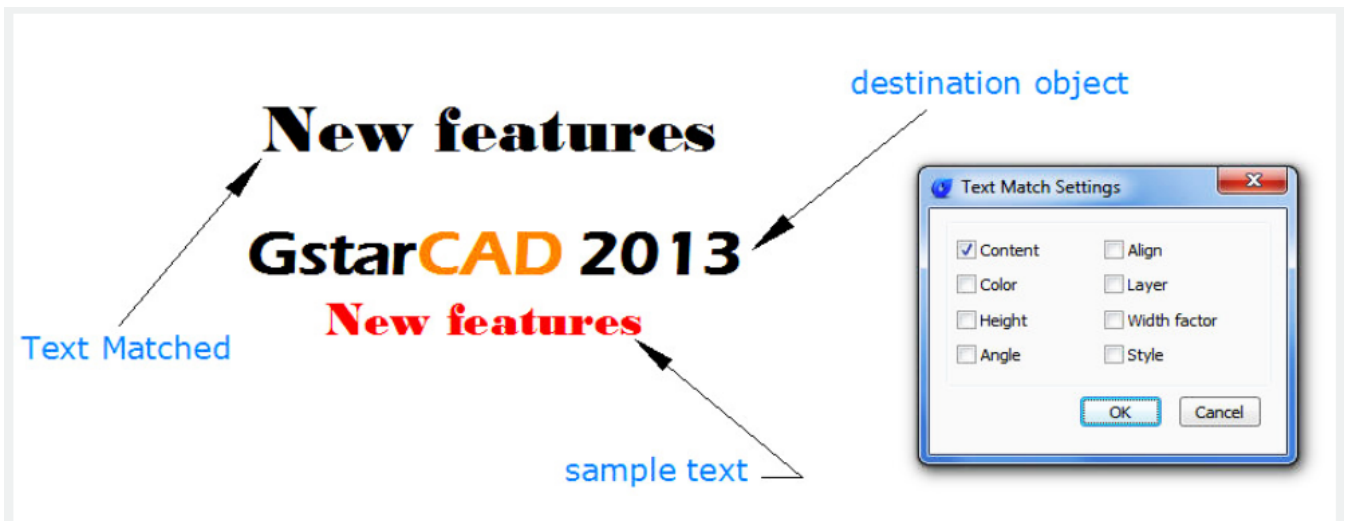 destination object
New features
GstarCAD 2013
New features
Text Matched
sample text
Text Match Settings
Content
Align
Color
Layer
Height
Width factor
Angle
Style
OK
Cancel